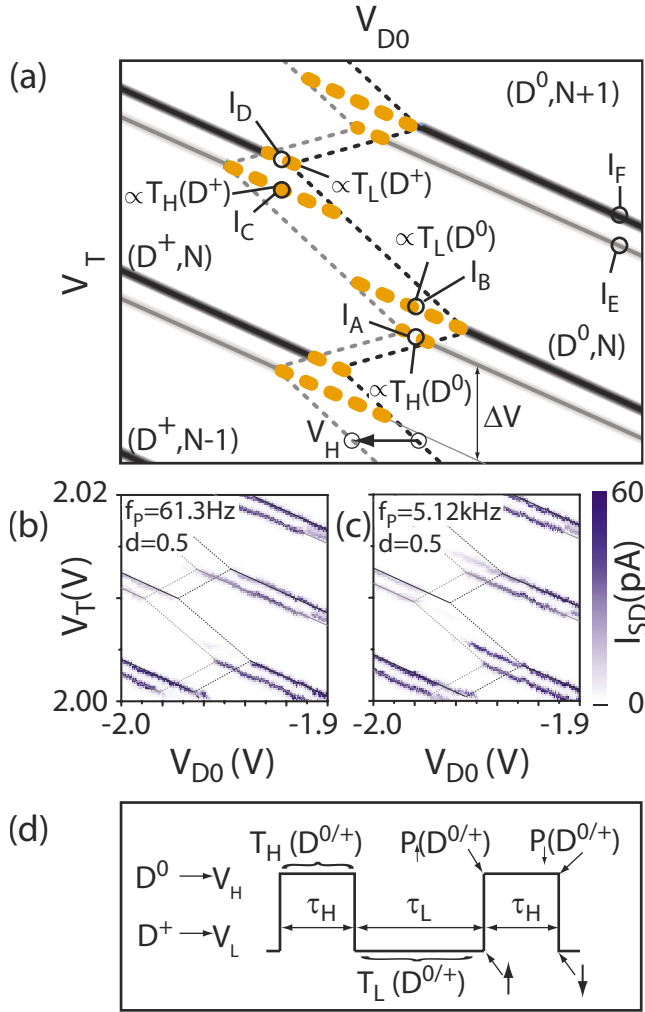 V_D0
(a)
(D^0,N+1)
I_D
∝T_L(D^+)
I_F
∝T_H(D^+)
I_C
∝T_L(D^0)
V_T
(D^+,N)
I_B
I_E
I_A
(D^0,N)
∝T_H(D^0)
ΔV
(D^+,N-1)
V_H
(b)
2.02
f_P=61.3Hz
d=0.5
(c)
f_P=5.12kHz
d=0.5
60
V_T(V)
I_SD(pA)
2.00
0
-2.0
-1.9
-2.0
-1.9
V_D0 (V)
V_D0 (V)
(d)
T_H (D^0/+)
P_↑(D^0/+)
P_↓(D^0/+)
D^0 →V_H
τ_H
τ_L
τ_H
D^+ →V_L
T_L (D^0/+)
↑
↓